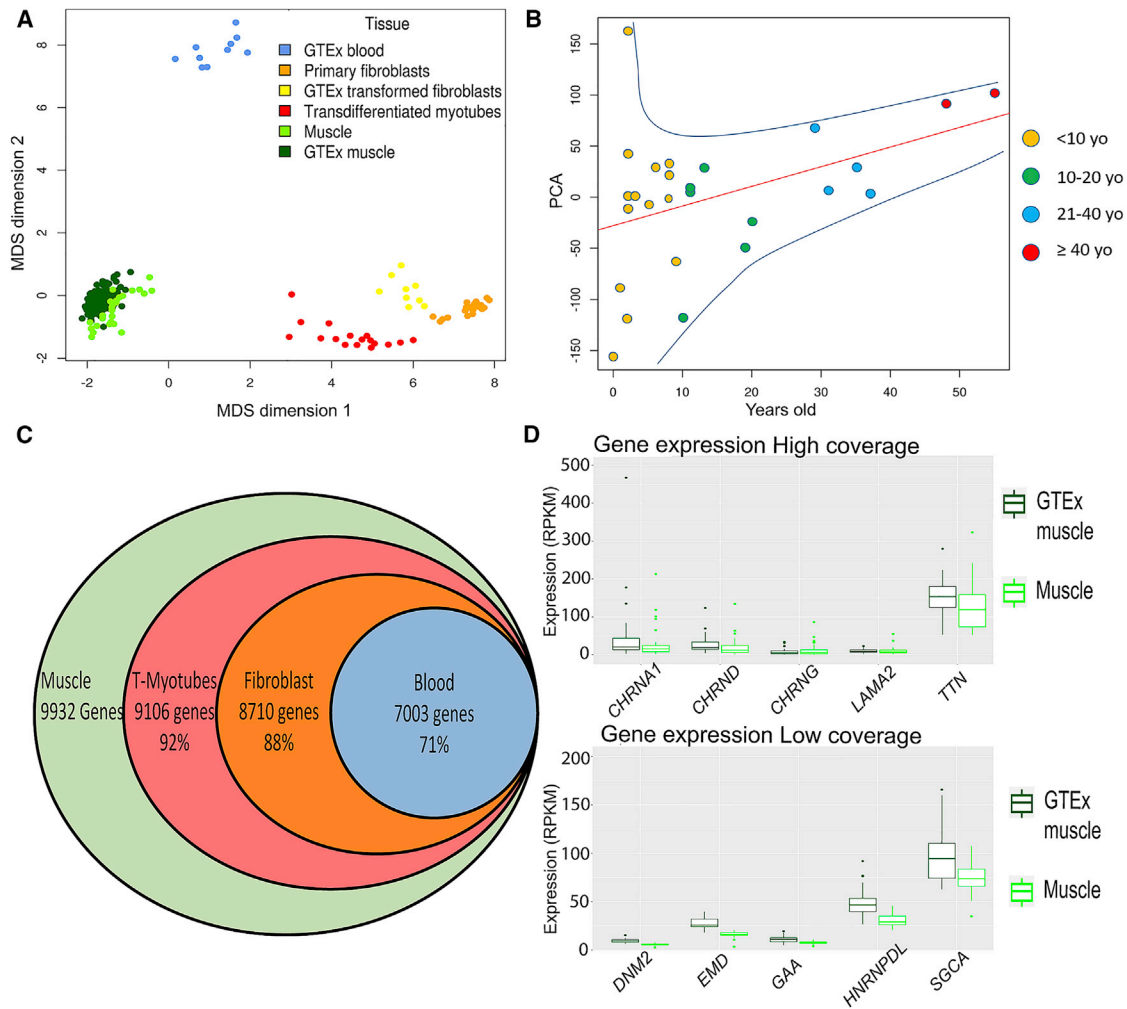 A
Tissue
GTEx blood
Primary fibroblasts
GTEx transformed fibroblasts
Transdifferentiated myotubes
Muscle
GTEx muscle
MDS dimension 2
8
6
4
2
0
-2
-2
0
2
4
6
8
MDS dimension 1
B
PCA
150
100
50
0
-50
-100
-150
0
10
20
30
40
50
Years old
<10 yo
10-20 yo
21-40 yo
≥ 40 yo
C
Muscle
9932 Genes
T-Myotubes
9106 genes
92%
Fibroblast
8710 genes
88%
Blood
7003 genes
71%
D
Gene expression High coverage
Expression (RPKM)
500
400
300
200
100
0
CHRNA1
CHRND
CHRNG
LAMA2
TTN
GTEx
muscle
Muscle
Gene expression Low coverage
Expression (RPKM)
200
150
100
50
0
DNM2
EMD
GAA
HNRNPDL
SGCA
GTEx
muscle
Muscle